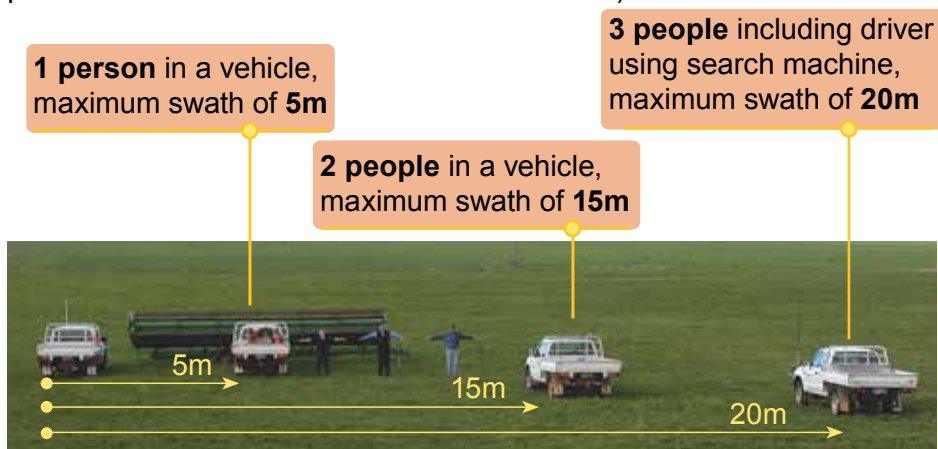 1 person in a vehicle,
maximum swath of 5m
2 people in a vehicle,
maximum swath of 15m
3 people including driver
using search machine,
maximum swath of 20m
5m
15m
20m